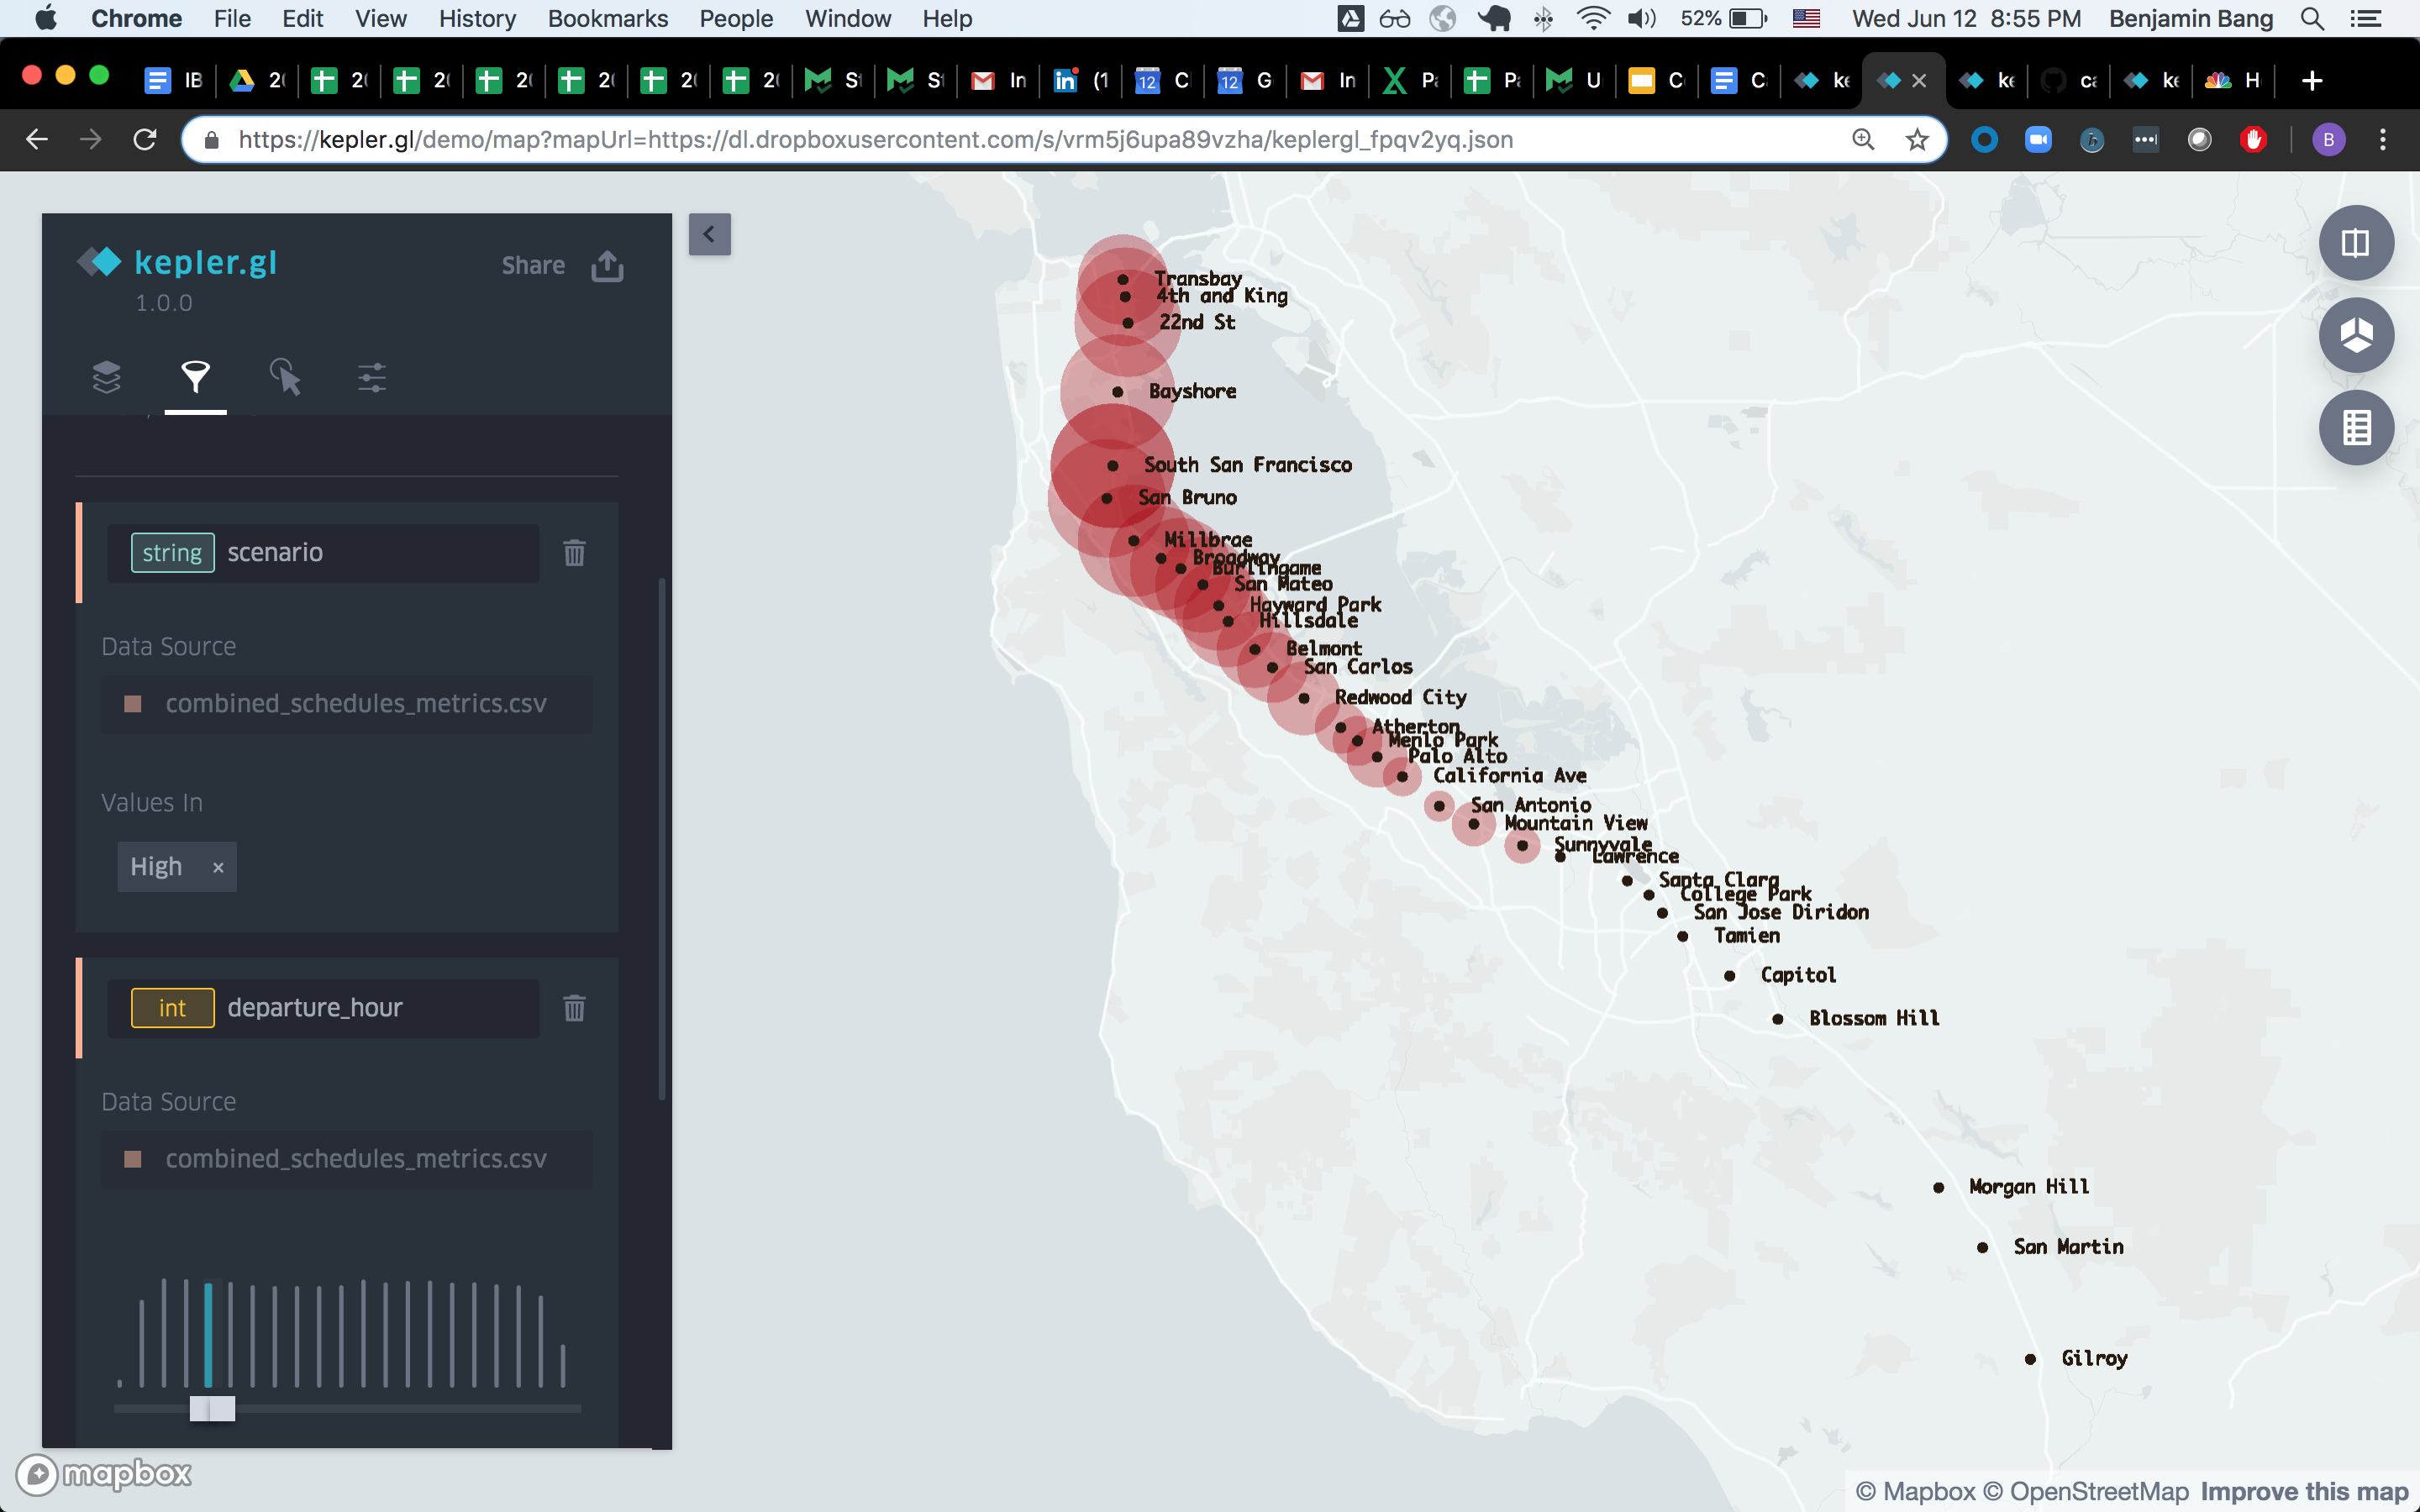 Chrome File Edit View History Bookmarks People Window Help 52% Wed Jun 12 8:55 PM Benjamin Bang
IB 2 2 2 2 2 2 2 S S In in (1 12 C 12 G In P P U C C ke ke c ke H
https://kepler.gl/demo/map?mapUrl=https://dl.dropboxusercontent.com/s/vrm5j6upa89vzha/keplergl_fpqv2yq.json B
kepler.gl Share
1.0.0
string scenario
Data Source
combined_schedules_metrics.csv
Values In
High ×
int departure_hour
Data Source
combined_schedules_metrics.csv
Transbay
4th and King
22nd St
Bayshore
South San Francisco
San Bruno
Millbrae
Broadway
Burlingame
San Mateo
Hayward Park
Hillsdale
Belmont
San Carlos
Redwood City
Atherton
Menlo Park
Palo Alto
California Ave
San Antonio
Mountain View
Sunnyvale
Lawrence
Santa Clara
College Park
San Jose Diridon
Tamien
Capitol
Blossom Hill
Morgan Hill
San Martin
Gilroy
mapbox
© Mapbox © OpenStreetMap Improve this map